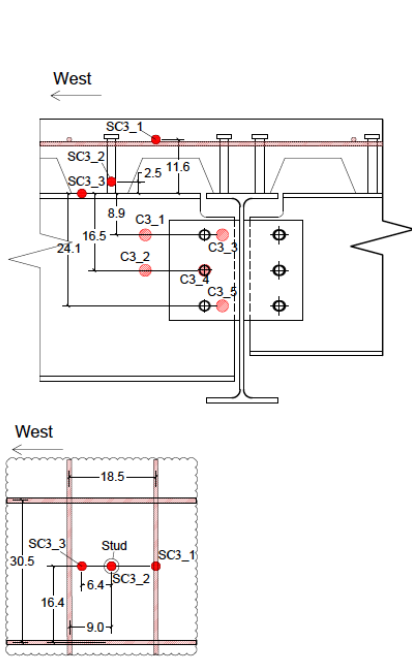 West
SC3_1
SC3_2
11.6
2.5
SC3_3
8.9
C3_1
16.5
C3_3
24.1
C3_2
C3_4
C3_5
West
18.5
SC3_3
Stud
SC3_1
30.5
SC3_2
6.4
16.4
9.0